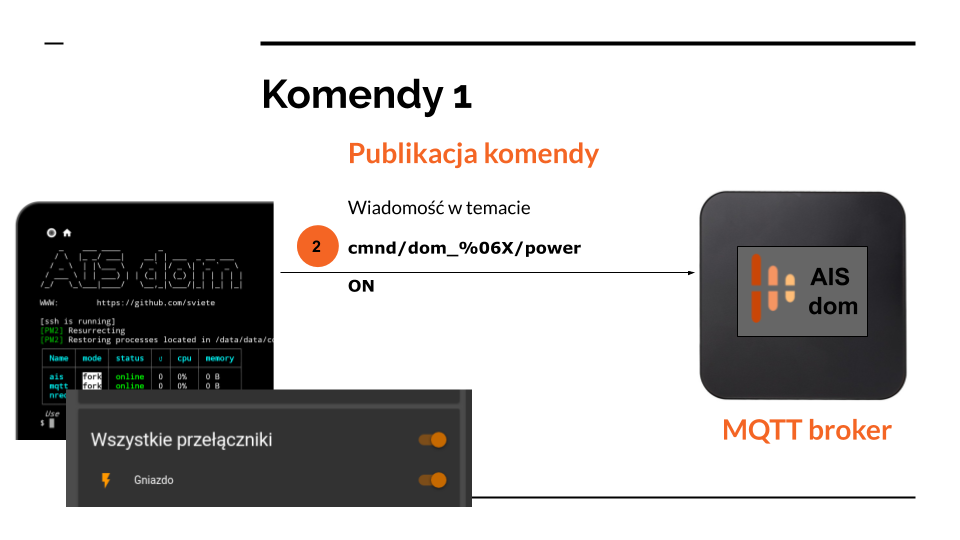 Komendy 1
Publikacja komendy
Wiadomość w temacie
2
cmnd/dom_%06X/power
ON
AIS dom
WWW: https://github.com/sviete
[ssh is running]
[PM2] Resurrecting
[PM2] Restoring processes located in /data/data/c
Name mode status cpu memory
ais fork online 0 0% 0 B
mqtt fork online 0 0% 0 B
Use
$
Wszystkie przełączniki
Gniazdo
AIS
dom
MQTT broker